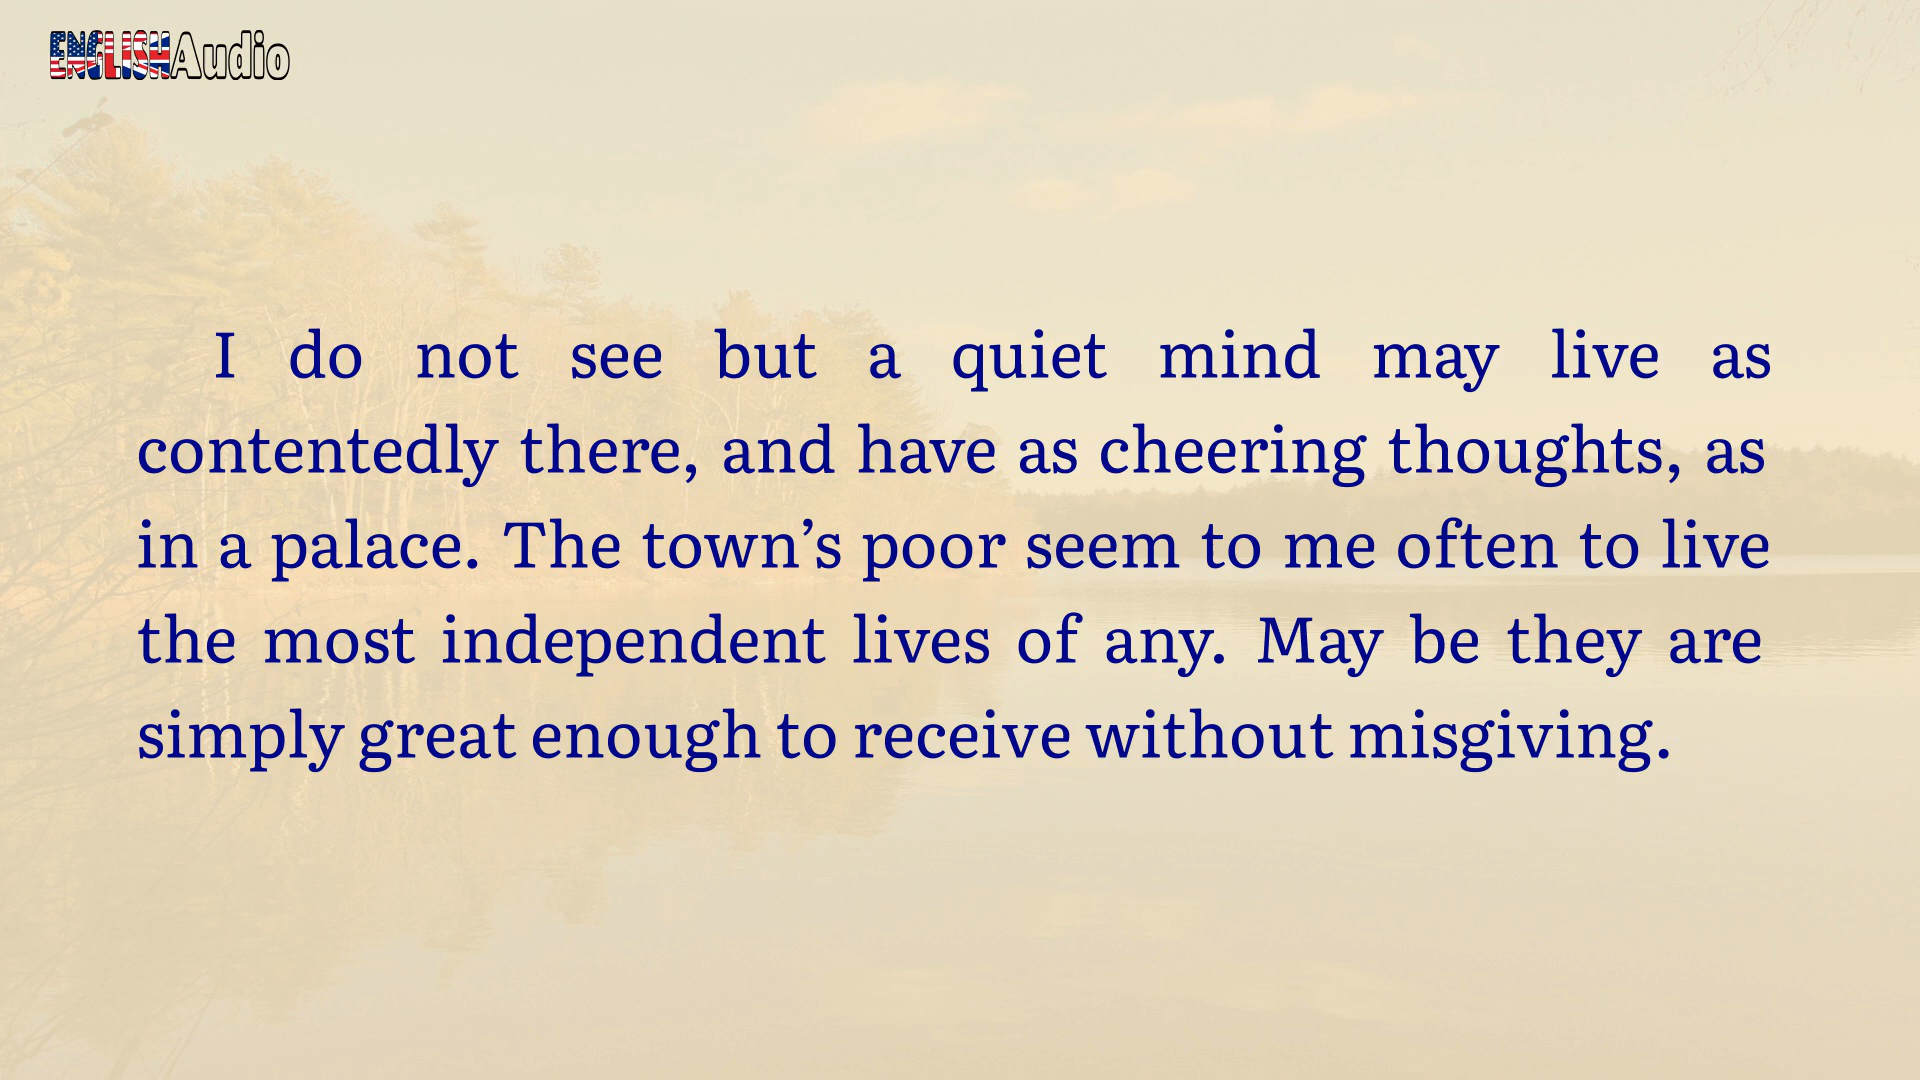 ENGLISHAudio
I do not see but a quiet mind may live as
contentedly there, and have as cheering thoughts, as
in a palace. The town’s poor seem to me often to live
the most independent lives of any. May be they are
simply great enough to receive without misgiving.